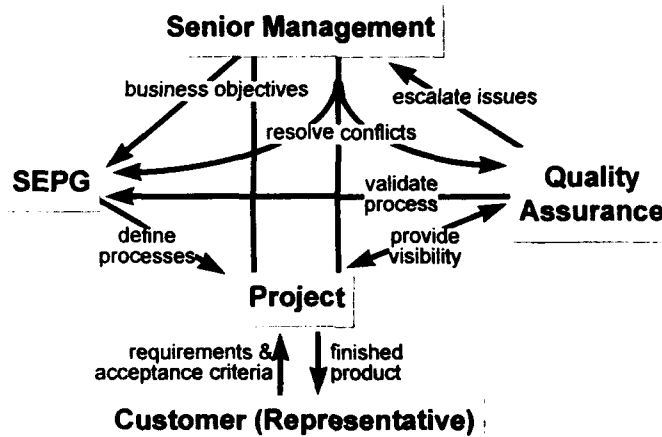 Senior Management
business objectives
escalate issues
resolve conflicts
SEPG
validate
process
Quality
Assurance
define
processes
provide
visibility
Project
requirements &
acceptance criteria
finished
product
Customer (Representative)